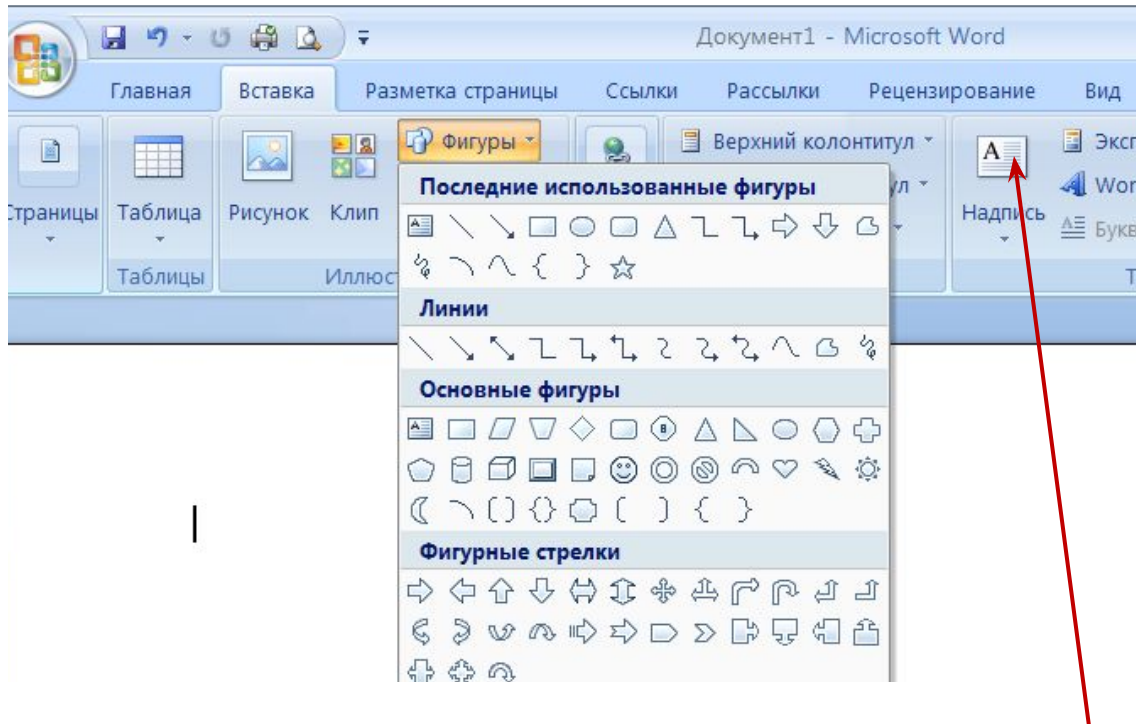 Документ1 - Microsoft Word
Главная Вставка Разметка страницы Ссылки Рассылки Рецензирование Вид
Фигуры Верхний колонтитул
Страницы Таблица Рисунок Клип Надпись
Таблицы
Последние использованные фигуры
Линии
Основные фигуры
Фигурные стрелки